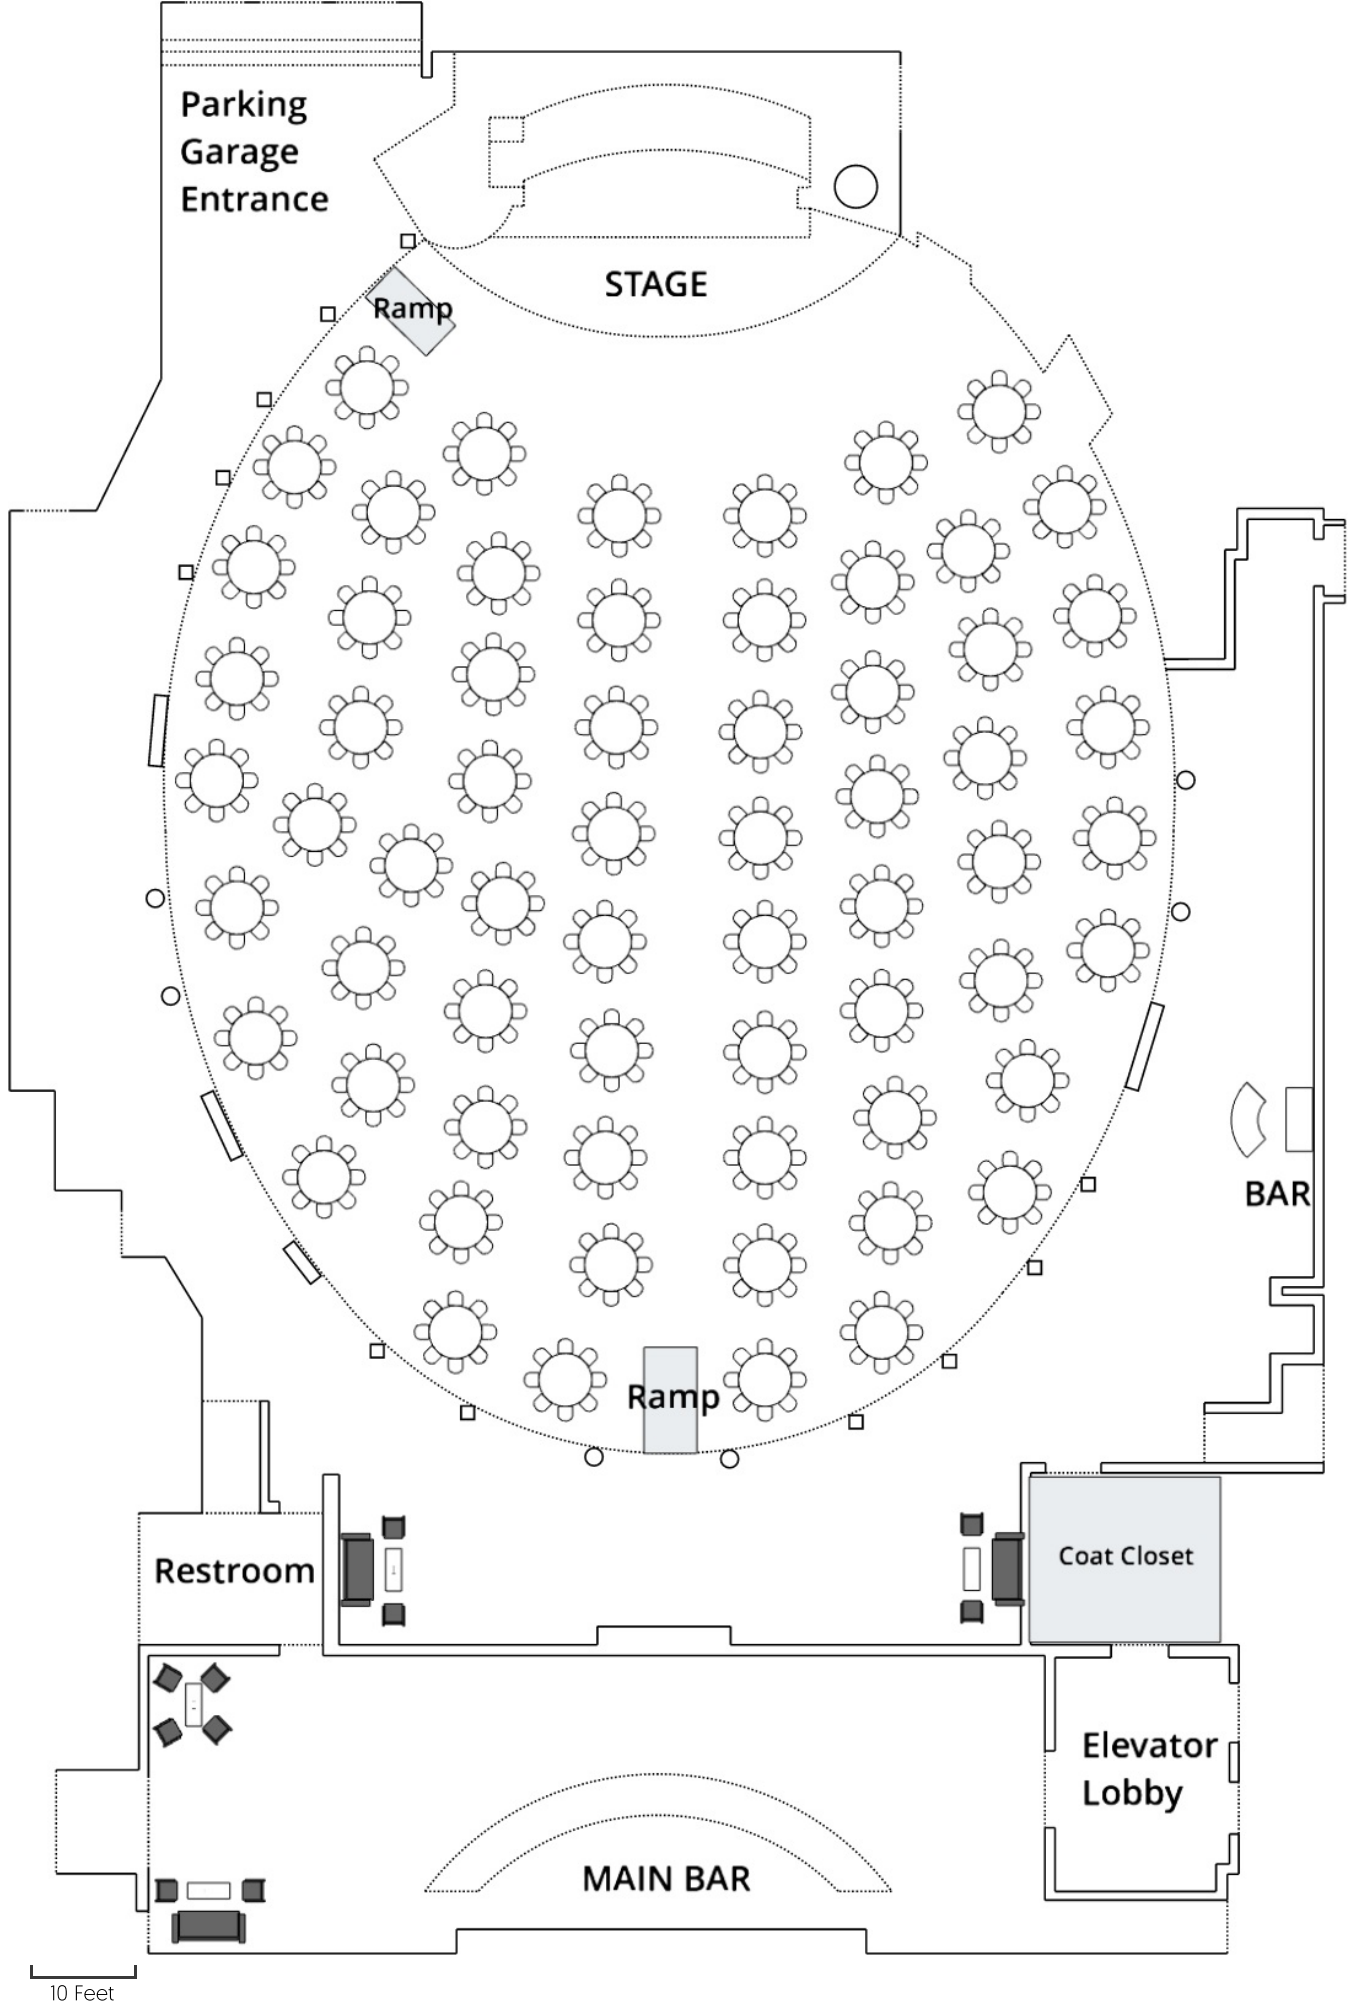 Parking
Garage
Entrance
STAGE
Ramp
BAR
Ramp
Restroom
Coat Closet
Elevator
Lobby
MAIN BAR
10 Feet